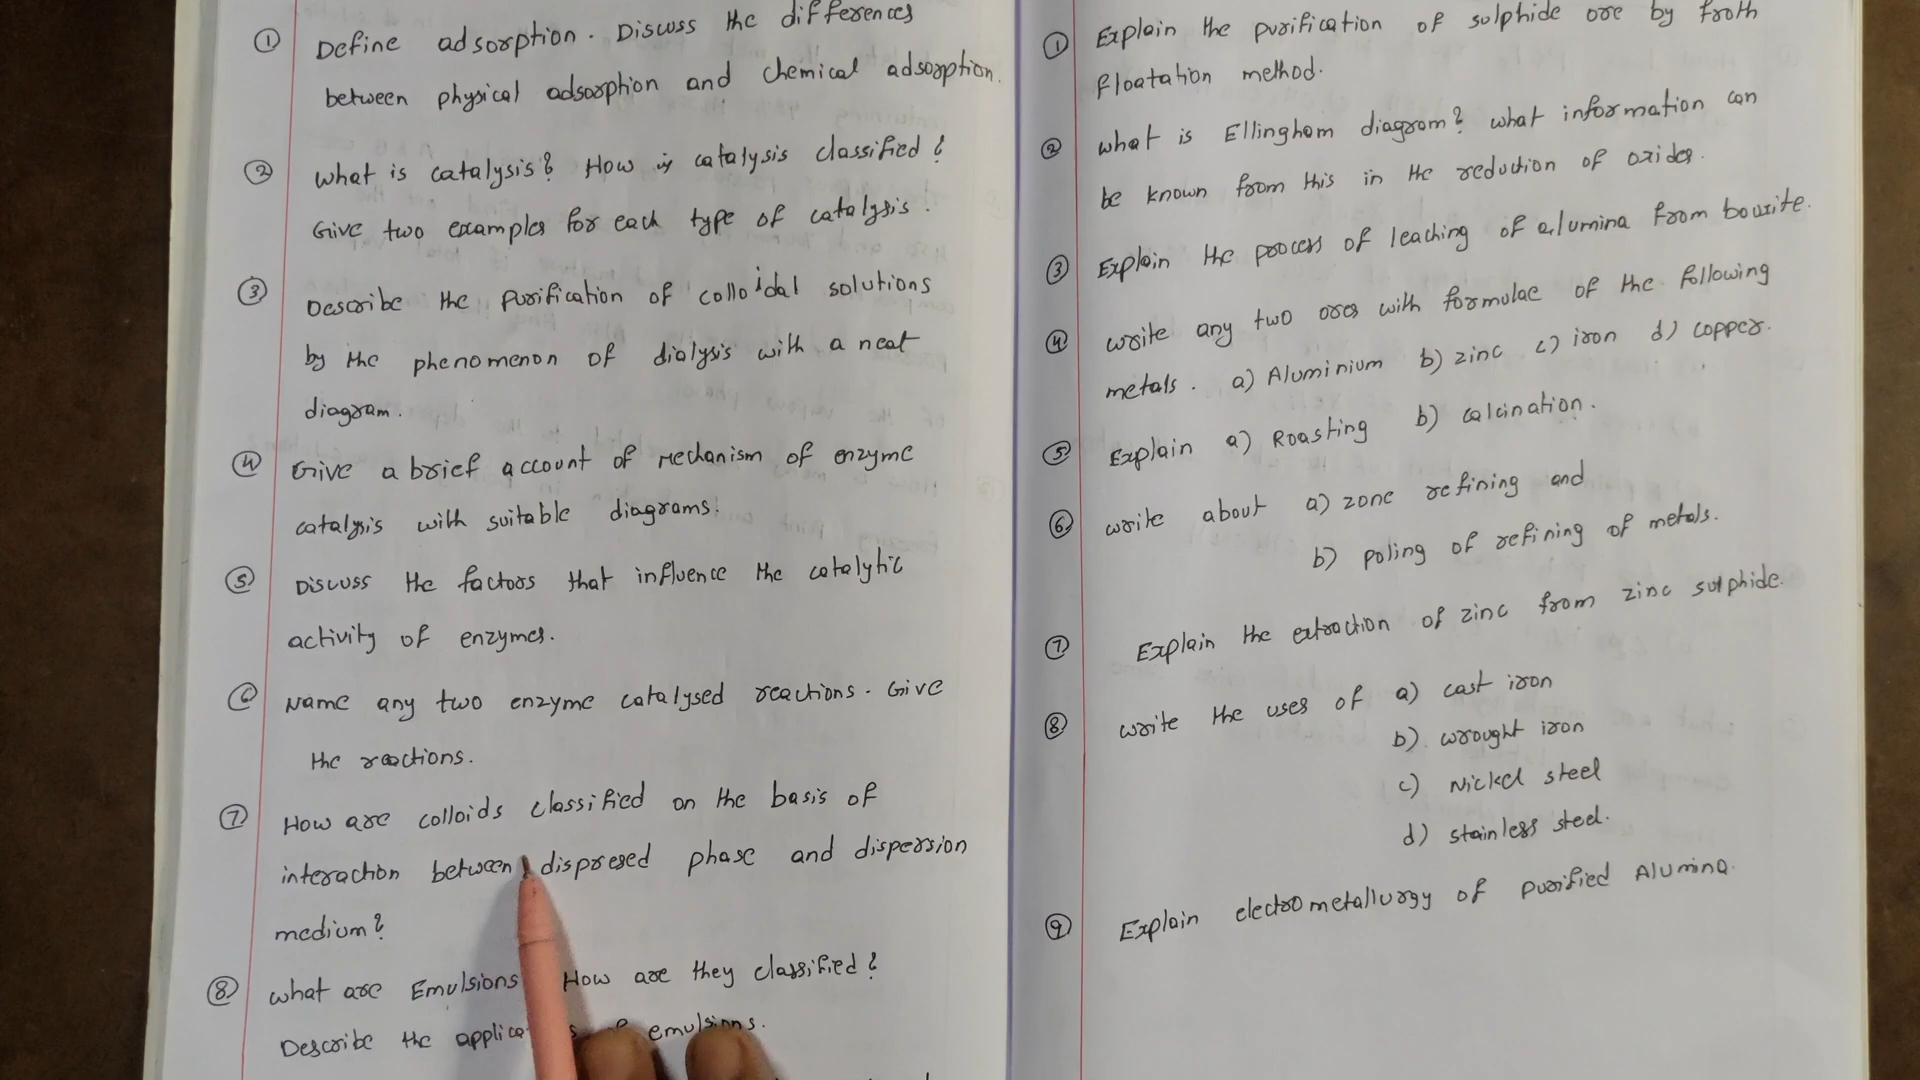 ① Define adsorption. Discuss the differences
between physical adsorption and chemical adsorption.
② what is catalysis? How is catalysis classified?
Give two examples for each type of catalysis.
③ Describe the purification of colloidal solutions
by the phenomenon of dialysis with a neat
diagram.
④ Give a brief account of mechanism of enzyme
catalysis with suitable diagrams.
⑤ Discuss the factors that influence the catalytic
activity of enzymes.
⑥ Name any two enzyme catalysed reactions. Give
the reactions.
⑦ How are colloids classified on the basis of
interaction between dispresed phase and dispersion
medium?
⑧ what are Emulsions How are they classified?
Describe the emulsions.
① Explain the purification of sulphide ore by froth
floatation method.
② what is Ellingham diagram? what information can
be known from this in the reduction of oxides.
③ Explain the process of leaching of alumina from bauxite.
④ write any two ores with formulae of the following
metals. a) Aluminium b) zinc c) iron d) copper.
⑤ Explain a) Roasting b) calcination.
⑥ write about a) zone refining and
b) poling of refining of metals.
⑦ Explain the extraction of zinc from zinc sulphide.
⑧ write the uses of a) cast iron
b) wrought iron
c) Nickel steel
d) stainless steel.
⑨ Explain electrometallurgy of purified Alumina.